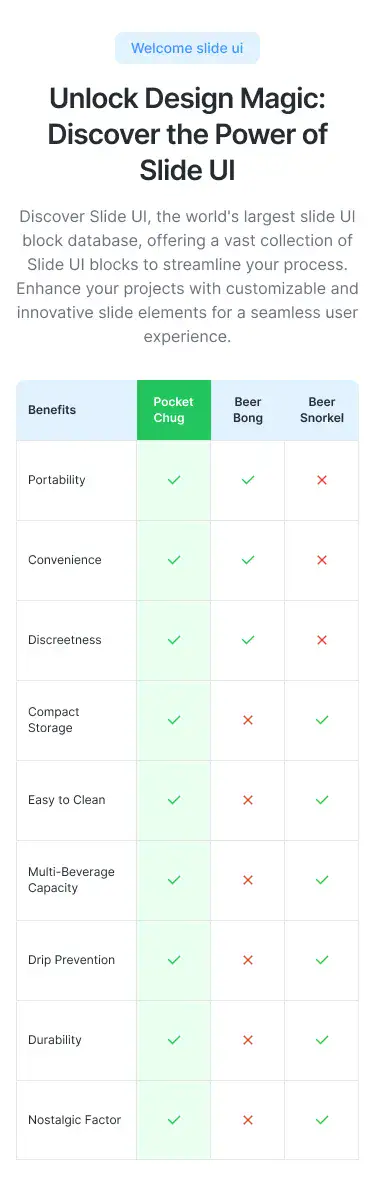 Welcome slide ui
Unlock Design Magic:
Discover the Power of
Slide UI
Discover Slide UI, the world's largest slide UI
block database, offering a vast collection of
Slide UI blocks to streamline your process.
Enhance your projects with customizable and
innovative slide elements for a seamless user
experience.
Benefits
Pocket
Chug
Beer
Bong
Beer
Snorkel
Portability
Convenience
Discreetness
Compact
Storage
Easy to Clean
Multi-Beverage
Capacity
Drip Prevention
Durability
Nostalgic Factor